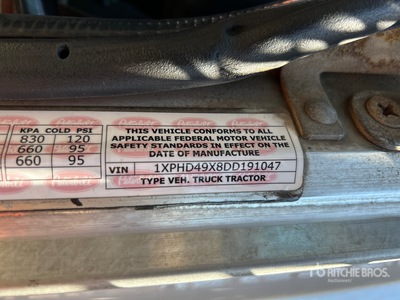 KPA COLD PSI
830 120
660 95
660 95
THIS VEHICLE CONFORMS TO ALL
APPLICABLE FEDERAL MOTOR VEHICLE
SAFETY STANDARDS IN EFFECT ON THE
DATE OF MANUFACTURE
VIN 1XPHD49X8DD191047
TYPE VEH. TRUCK TRACTOR
RITCHIE BROS.